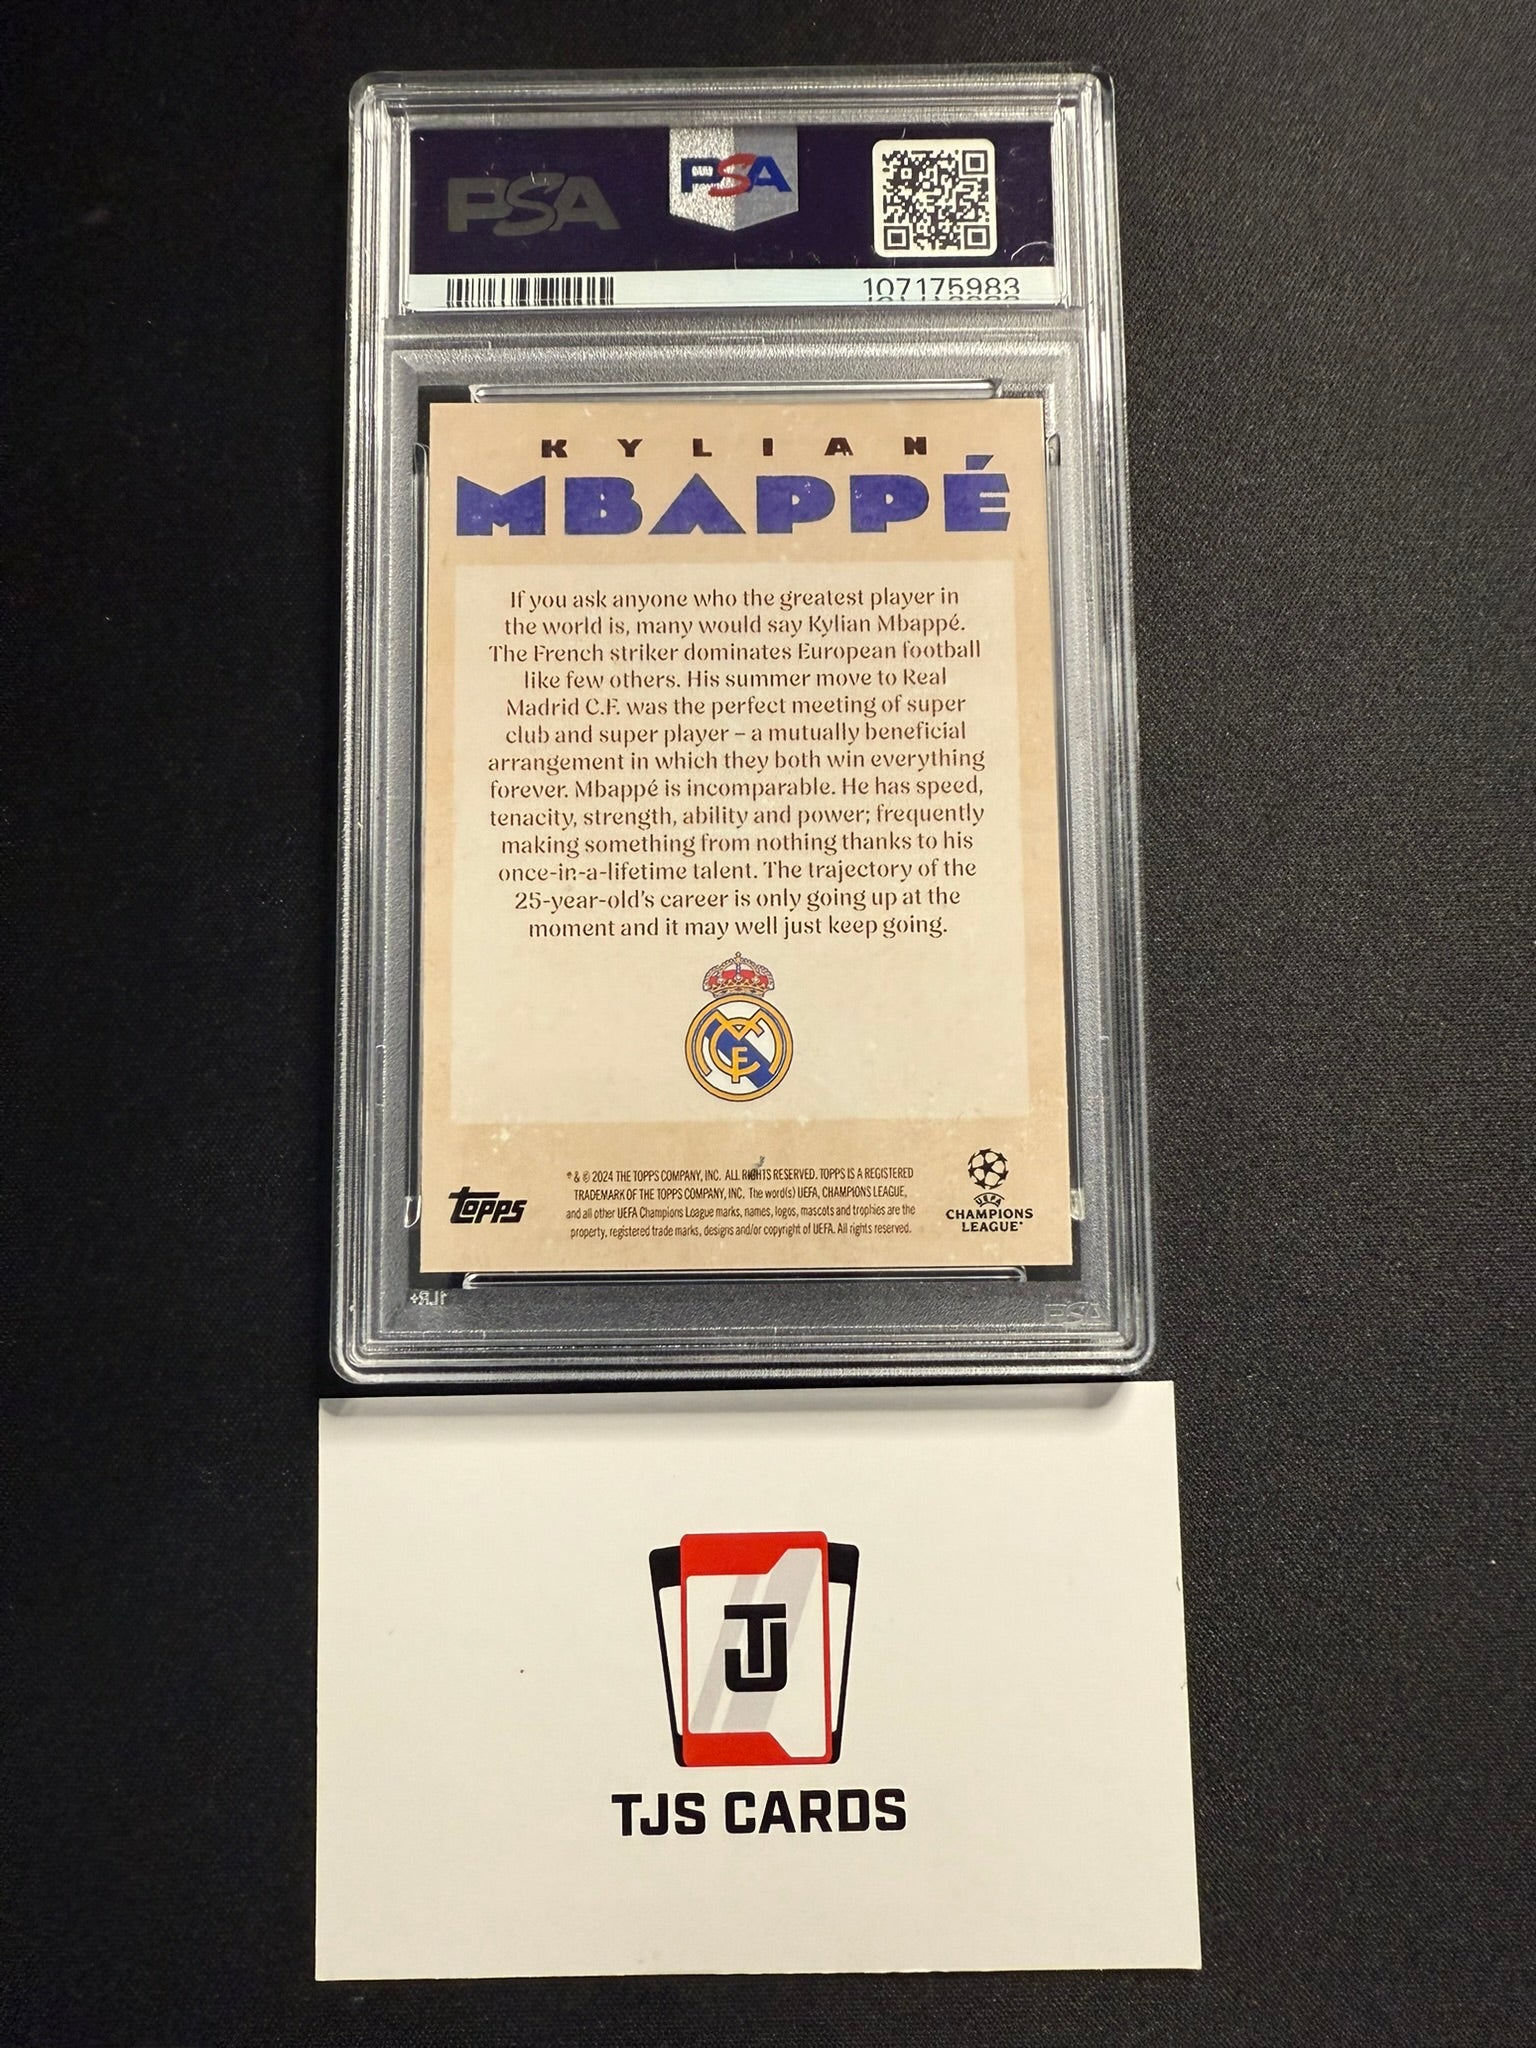 PSA PSA
107175983
KYLIAN
MBAPPÉ
If you ask anyone who the greatest player in
the world is, many would say Kylian Mbappé.
The French striker dominates European football
like few others. His summer move to Real
Madrid C.F. was the perfect meeting of super
club and super player – a mutually beneficial
arrangement in which they both win everything
forever. Mbappé is incomparable. He has speed,
tenacity, strength, ability and power; frequently
making something from nothing thanks to his
once-in-a-lifetime talent. The trajectory of the
25-year-old's career is only going up at the
moment and it may well just keep going.
MCF
® & © 2024 THE TOPPS COMPANY, INC. ALL RIGHTS RESERVED. TOPPS IS A REGISTERED
TRADEMARK OF THE TOPPS COMPANY, INC. The word(s) UEFA, CHAMPIONS LEAGUE,
and all other UEFA Champions League marks, names, logos, mascots and trophies are the
property, registered trade marks, designs and/or copyright of UEFA. All rights reserved.
Topps
UEFA
CHAMPIONS
LEAGUE®
PSA
TJ
TJS CARDS